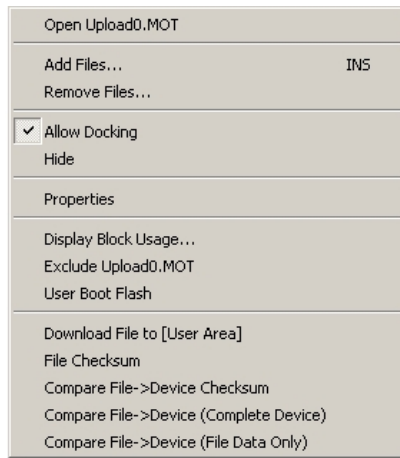 Open Upload0.MOT
Add Files... INS
Remove Files...
Allow Docking
Hide
Properties
Display Block Usage...
Exclude Upload0.MOT
User Boot Flash
Download File to [User Area]
File Checksum
Compare File->Device Checksum
Compare File->Device (Complete Device)
Compare File->Device (File Data Only)